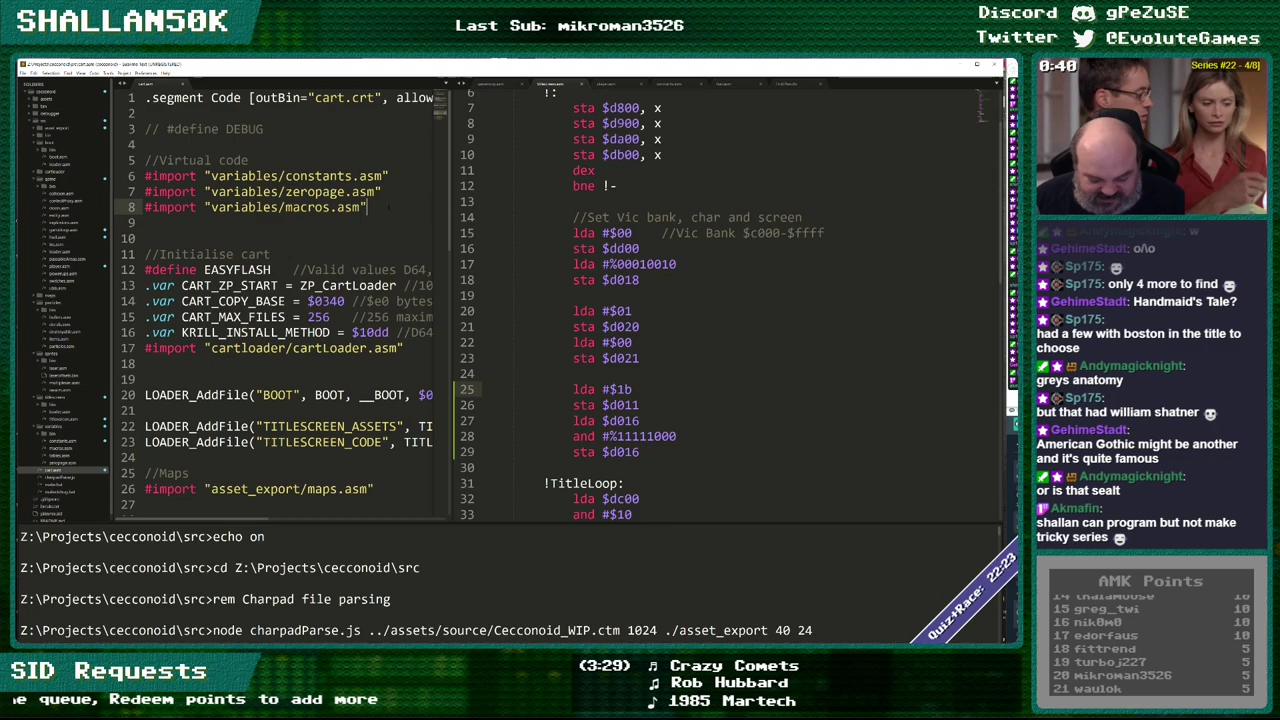 SHALLAN50K
Last Sub: mikroman3526
Discord gPeZuSE
Twitter @EvoluteGames
0:40
Series #22 - 4/8)
1 .segment Code [outBin="cart.crt", allow
2
3 // #define DEBUG
4
5 //Virtual code
6 #import "variables/constants.asm"
7 #import "variables/zeropage.asm"
8 #import "variables/macros.asm"
9
10
11 //Initialise cart
12 #define EASYFLASH //Valid values D64,
13 .var CART_ZP_START = ZP_CartLoader //10
14 .var CART_COPY_BASE = $0340 //$e0 bytes
15 .var CART_MAX_FILES = 256 //256 maxim
16 .var KRILL_INSTALL_METHOD = $10dd //D64
17 #import "cartloader/cartLoader.asm"
18
19
20 LOADER_AddFile("BOOT", BOOT, __BOOT, $0
21
22 LOADER_AddFile("TITLESCREEN_ASSETS", TI
23 LOADER_AddFile("TITLESCREEN_CODE", TITL
24
25 //Maps
26 #import "asset_export/maps.asm"
27
6 !:
7 sta $d800, x
8 sta $d900, x
9 sta $da00, x
10 sta $db00, x
11 dex
12 bne !-
13
14 //Set Vic bank, char and screen
15 lda #$00 //Vic Bank $c000-$ffff
16 sta $dd00
17 lda #%00010010
18 sta $d018
19
20 lda #$01
21 sta $d020
22 lda #$00
23 sta $d021
24
25 lda #$1b
26 sta $d011
27 lda $d016
28 and #%11111000
29 sta $d016
30
31 !TitleLoop:
32 lda $dc00
33 and #$10
Z:\Projects\cecconoid\src>echo on
Z:\Projects\cecconoid\src>cd Z:\Projects\cecconoid\src
Z:\Projects\cecconoid\src>rem Charpad file parsing
Z:\Projects\cecconoid\src>node charpadParse.js ../assets/source/Cecconoid_WIP.ctm 1024 ./asset_export 40 24
Quiz+Race: 22:23
Andymagicknight: w
GehimeStadt: o/\o
Sp175:
Sp175: only 4 more to find
GehimeStadt: Handmaid's Tale?
Sp175:
had a few with boston in the title to
choose
Andymagicknight:
greys anatomy
Sp175:
but that had william shatner
GehimeStadt:
American Gothic might be another
and it's quite famous
Andymagicknight:
or is that sealt
Akmafin:
shallan can program but not make
tricky series
AMK Points
14 thalamoose 10
15 greg_twi 10
16 nik0m0 10
17 edorfaus 10
18 fittrend 5
19 turboj227 5
20 mikroman3526 5
21 waulok 5
SID Requests
e queue, Redeem points to add more
(3:29) Crazy Comets
Rob Hubbard
1985 Martech